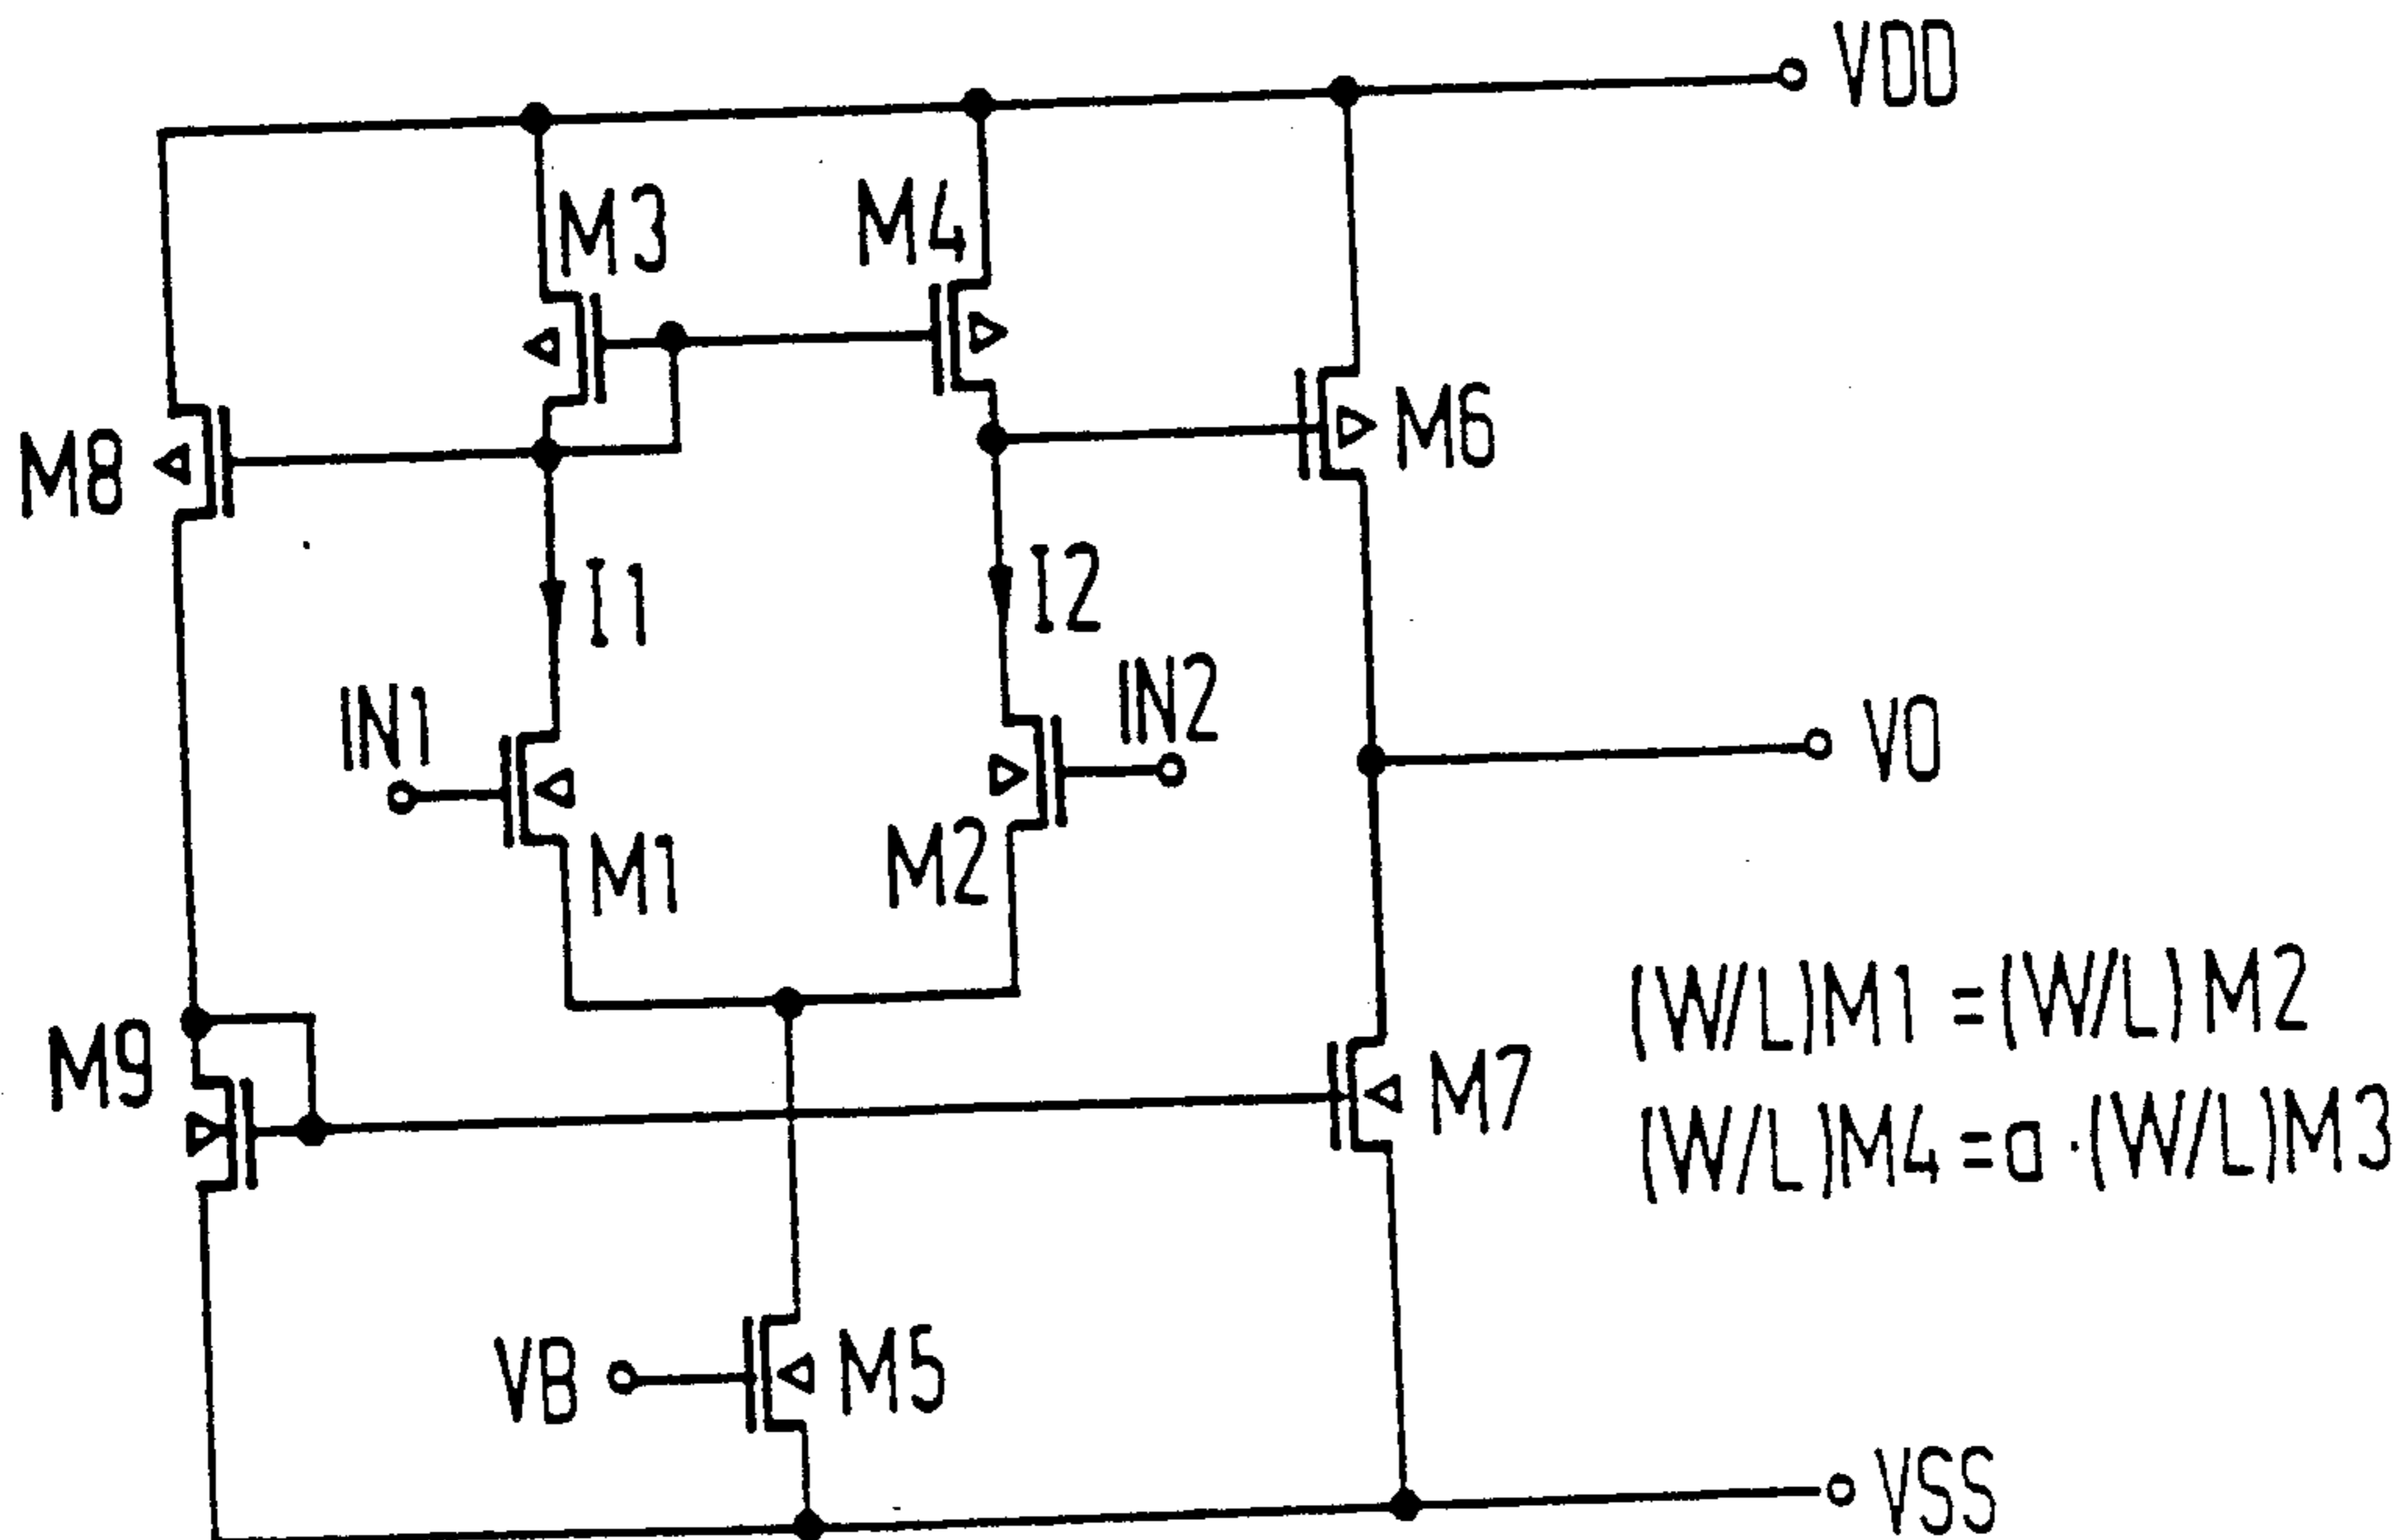 VDD
M3
M4
M8
M6
I1
I2
IN1
IN2
VO
M1
M2
M9
M7
(W/L)M1 =(W/L)M2
(W/L)M4 =a·(W/L)M3
VB
M5
VSS